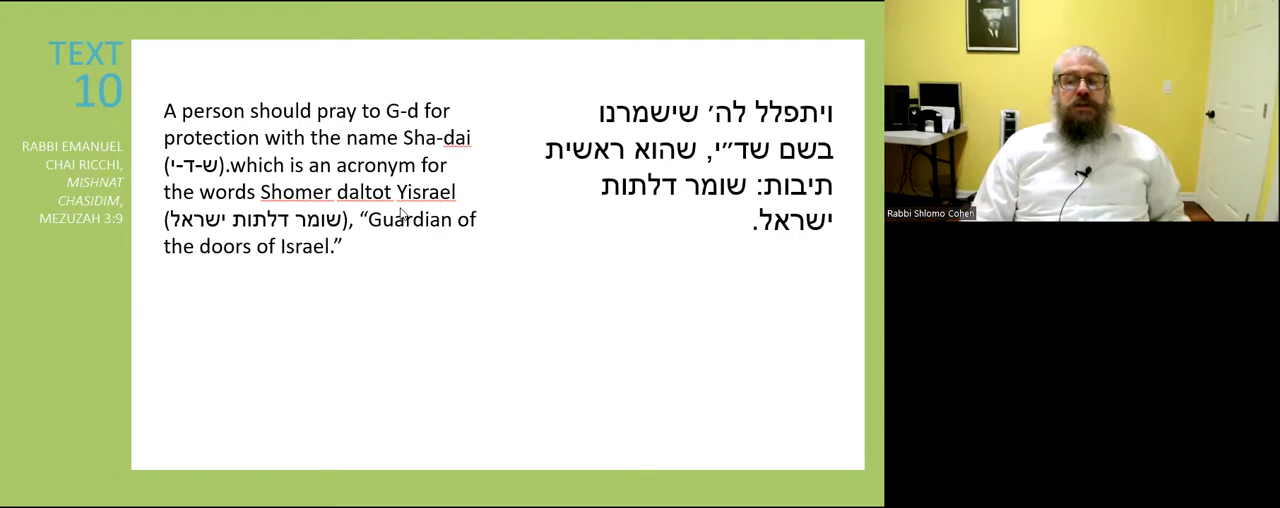 TEXT
10
RABBI EMANUEL
CHAI RICCHI,
MISHNAT
CHASIDIM,
MEZUZAH 3:9
A person should pray to G-d for
protection with the name Sha-dai
(ש-ד-י).which is an acronym for
the words Shomer daltot Yisrael
(שומר דלתות ישראל), “Guardian of
the doors of Israel.”
ויתפלל לה׳ שישמרנו
בשם שד״י, שהוא ראשית
תיבות: שומר דלתות
ישראל.
Rabbi Shlomo Cohen